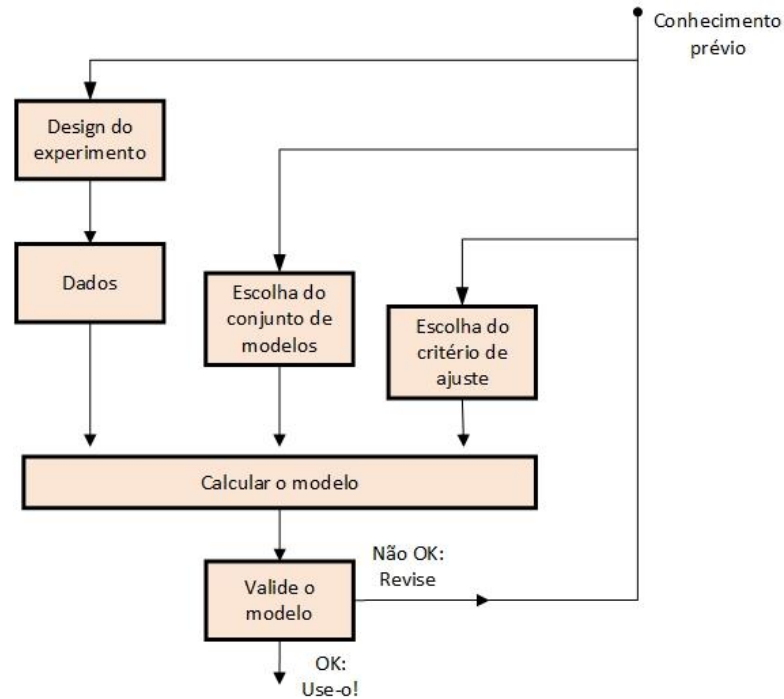 Conhecimento
prévio
Design do
experimento
Dados
Escolha do
conjunto de
modelos
Escolha do
critério de
ajuste
Calcular o modelo
Não OK:
Revise
Valide o
modelo
OK:
Use-o!